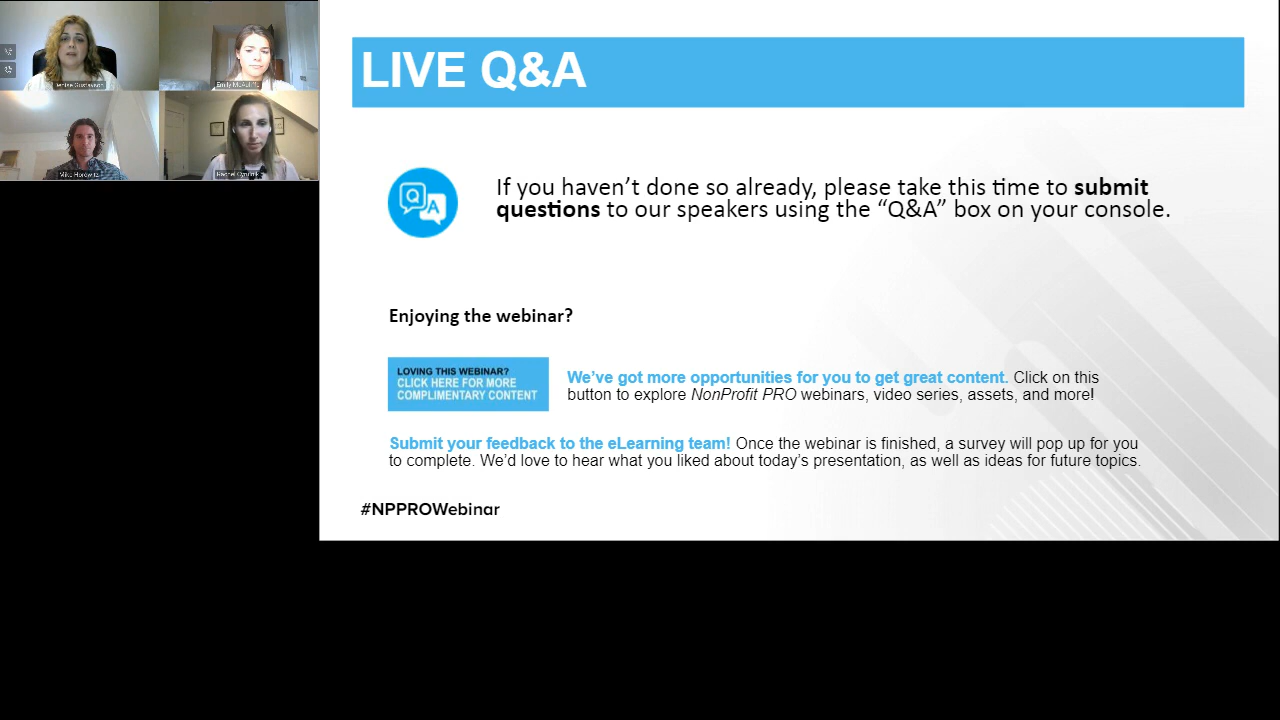 Emily McAuliffe
Mike Horowitz
Rachel
LIVE Q&A
Q
A
If you haven’t done so already, please take this time to submit
questions to our speakers using the “Q&A” box on your console.
Enjoying the webinar?
LOVING THIS WEBINAR?
CLICK HERE FOR MORE
COMPLIMENTARY CONTENT
We’ve got more opportunities for you to get great content. Click on this
button to explore NonProfit PRO webinars, video series, assets, and more!
Submit your feedback to the eLearning team! Once the webinar is finished, a survey will pop up for you
to complete. We’d love to hear what you liked about today’s presentation, as well as ideas for future topics.
#NPPROWebinar